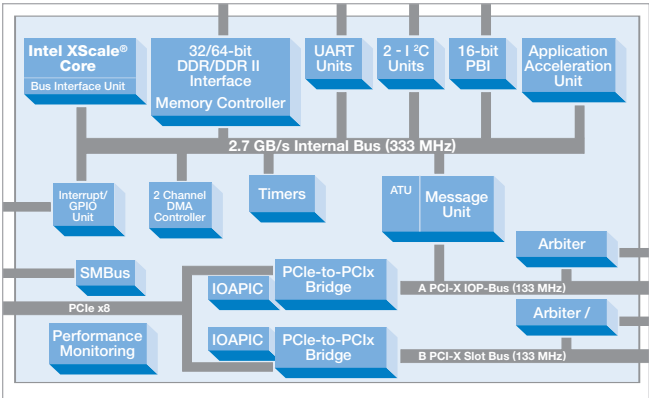 Intel XScale®
Core
Bus Interface Unit
32/64-bit
DDR/DDR II
Interface
Memory Controller
UART
Units
2 - I²C
Units
16-bit
PBI
Application
Acceleration
Unit
2.7 GB/s Internal Bus (333 MHz)
Interrupt/
GPIO
Unit
2 Channel
DMA
Controller
Timers
ATU
Message
Unit
Arbiter
SMBus
PCIe-to-PCIx
Bridge
IOAPIC
A PCI-X IOP-Bus (133 MHz)
PCIe x8
Arbiter /
Performance
Monitoring
IOAPIC
PCIe-to-PCIx
Bridge
B PCI-X Slot Bus (133 MHz)